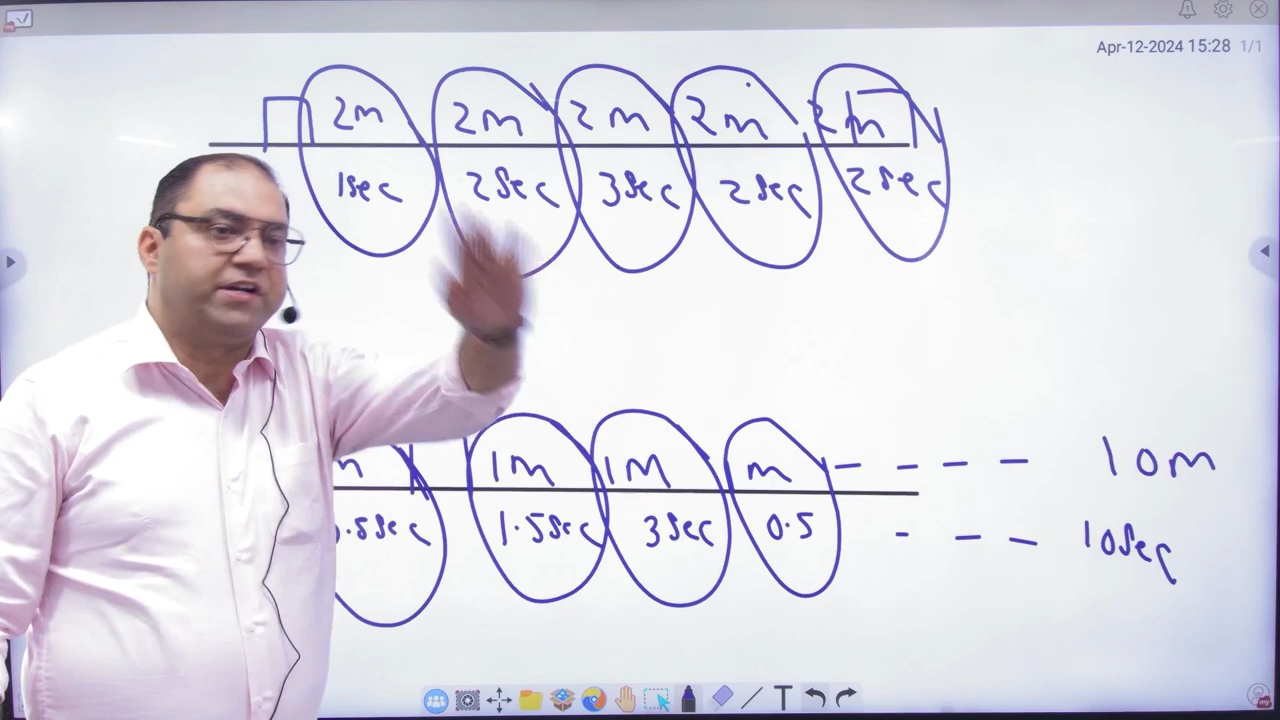 Apr-12-2024 15:28 1/1
2m 2m 2m 2m 2m
1sec 2sec 3sec 2sec 2sec
1m 1m m - - - - 10m
1.5sec 3sec 0.5 - - - 10sec